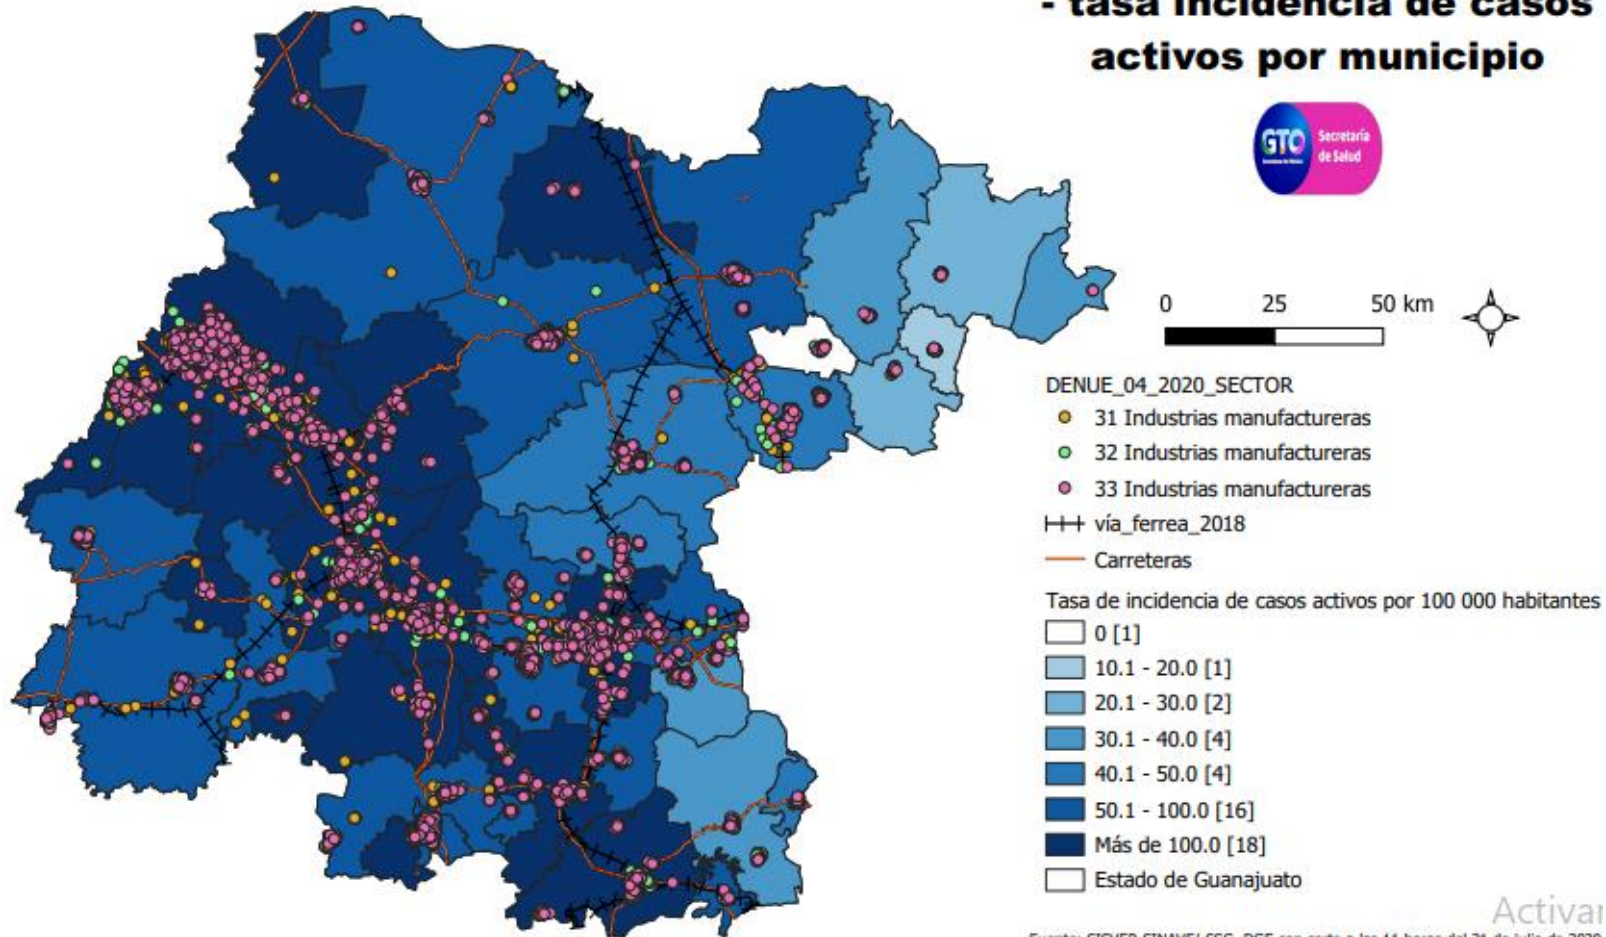 - tasa incidencia de casos
activos por municipio
GTO
Secretaría
de Salud
0 25 50 km
DENUE_04_2020_SECTOR
31 Industrias manufactureras
32 Industrias manufactureras
33 Industrias manufactureras
vía_ferrea_2018
Carreteras
Tasa de incidencia de casos activos por 100 000 habitantes
0 [1]
10.1 - 20.0 [1]
20.1 - 30.0 [2]
30.1 - 40.0 [4]
40.1 - 50.0 [4]
50.1 - 100.0 [16]
Más de 100.0 [18]
Estado de Guanajuato
Activar